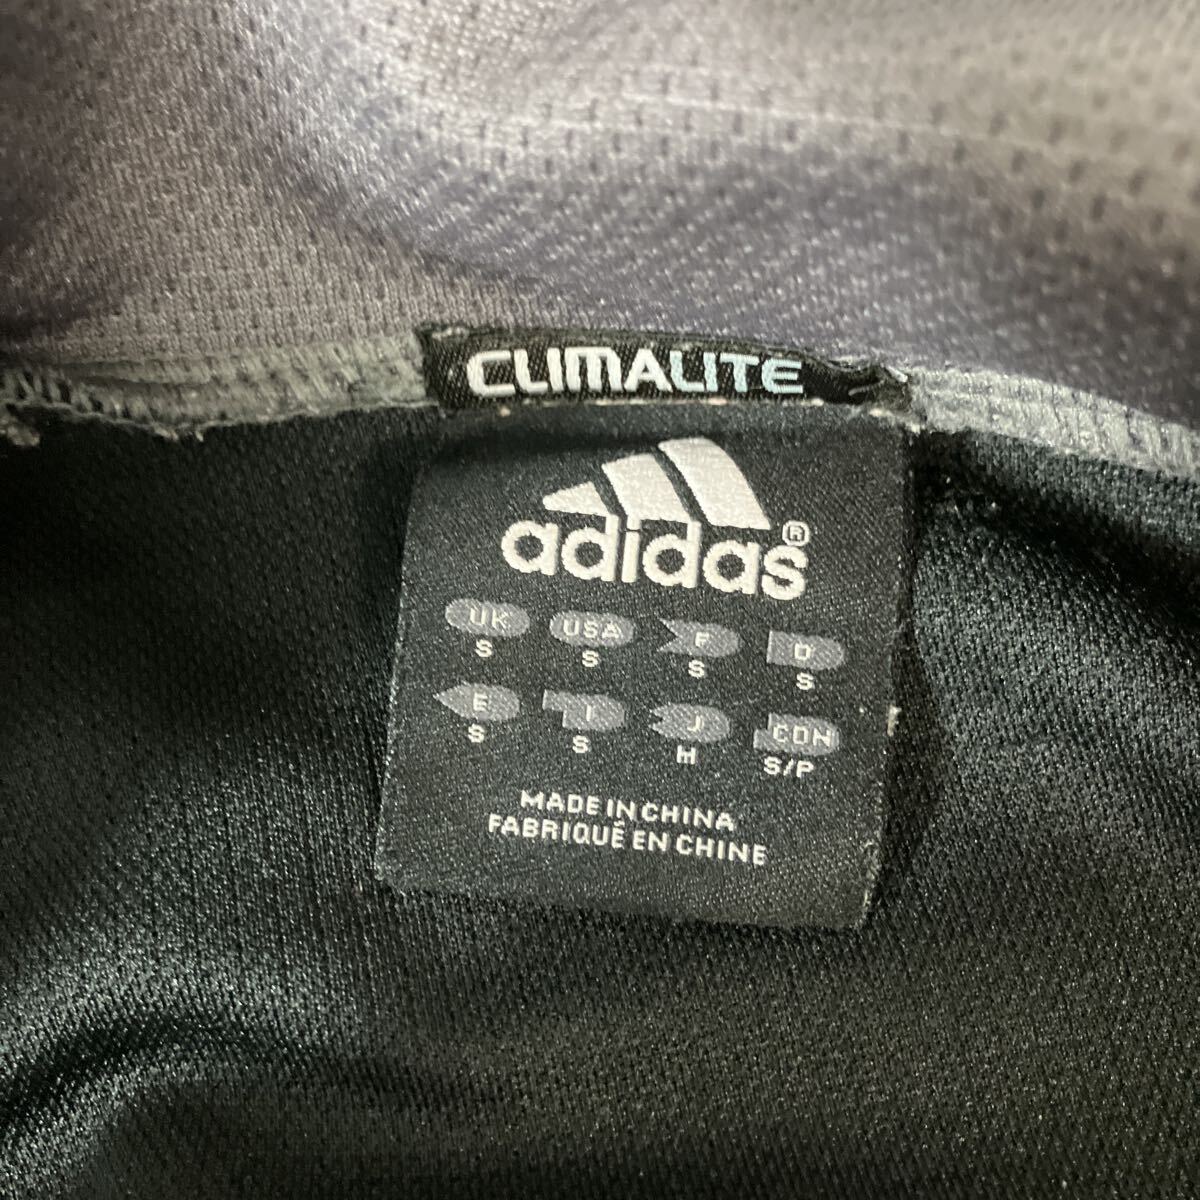 CLIMALITE
adidas®
UK USA F D
S S S S
E I J CDN
S S M S/P
MADE IN CHINA
FABRIQUÉ EN CHINE